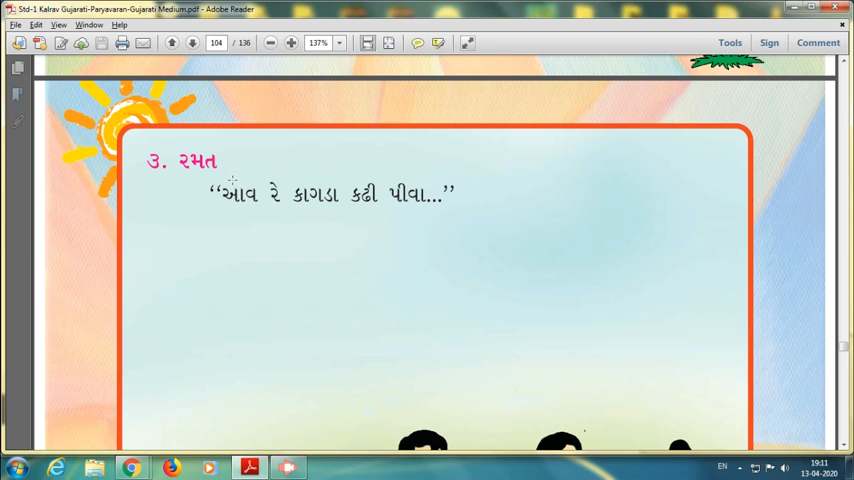 Std-1 Kalrav Gujarati-Paryavaran-Gujarati Medium.pdf - Adobe Reader
File Edit View Window Help
104 / 136 137% Tools Sign Comment
૩. રમત
“આવ રે કાગડા કઢી પીવા...”
EN 19:11
13-04-2020